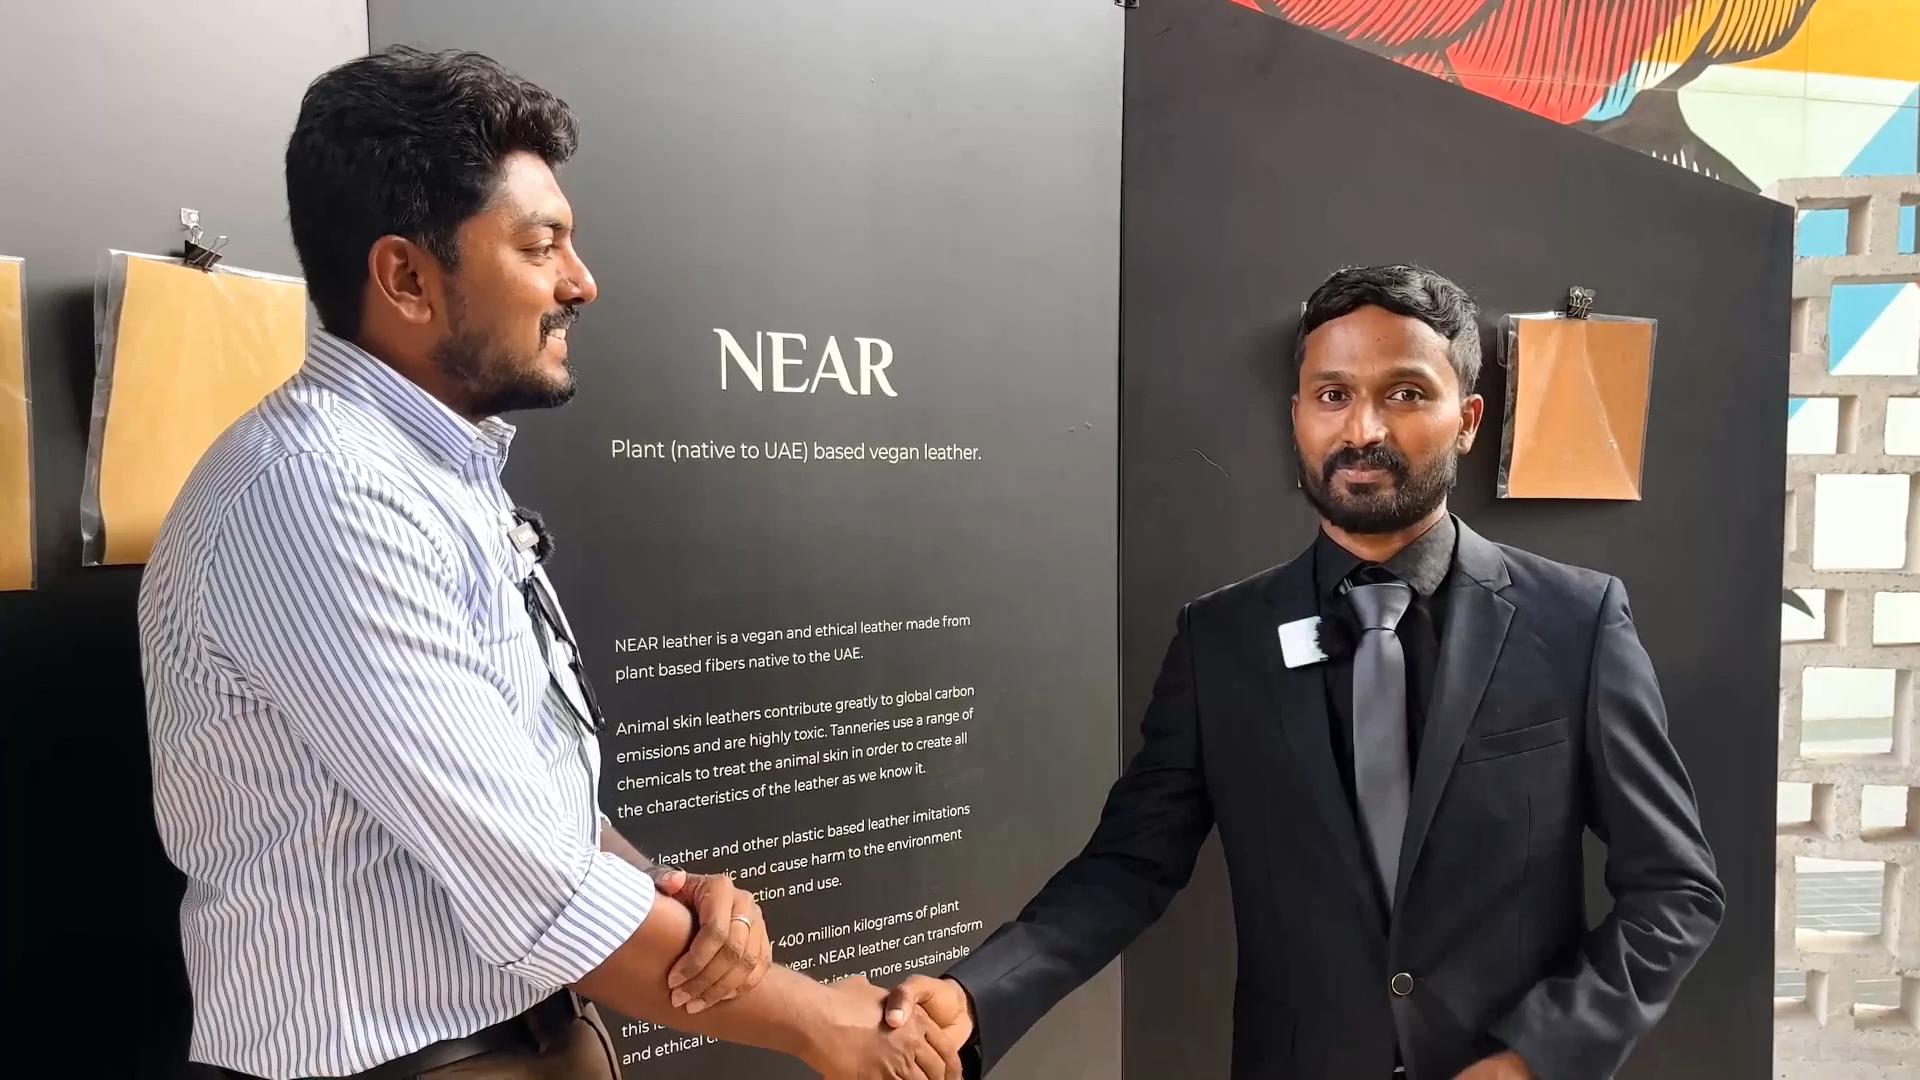 NEAR
Plant (native to UAE) based vegan leather.
NEAR leather is a vegan and ethical leather made from
plant based fibers native to the UAE.
Animal skin leathers contribute greatly to global carbon
emissions and are highly toxic. Tanneries use a range of
chemicals to treat the animal skin in order to create all
the characteristics of the leather as we know it.
leather and other plastic based leather imitations
and cause harm to the environment
and use.
400 million kilograms of plant
year. NEAR leather can transform
a more sustainable
this
and ethical